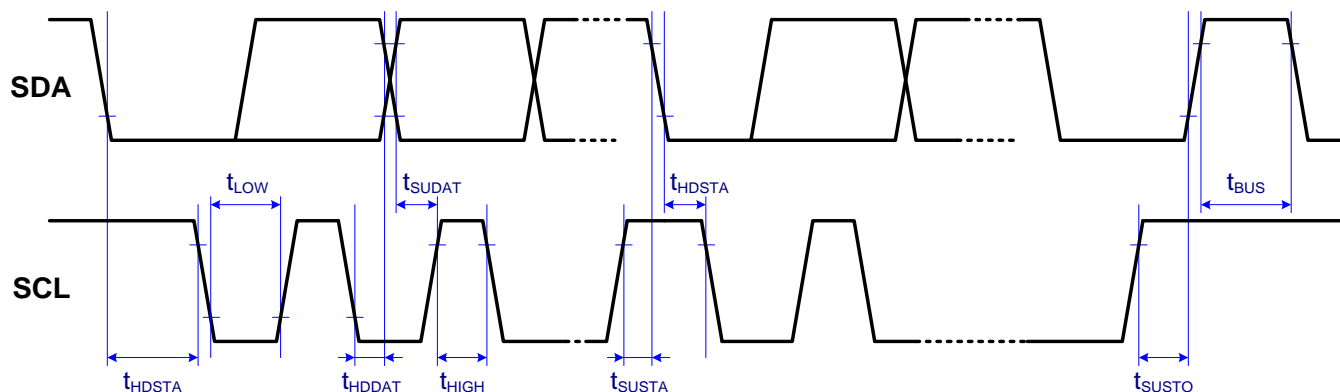 SDA
tLOW
tSUDAT
tHDSTA
tBUS
SCL
tHDSTA
tHDDAT
tHIGH
tSUSTA
tSUSTO